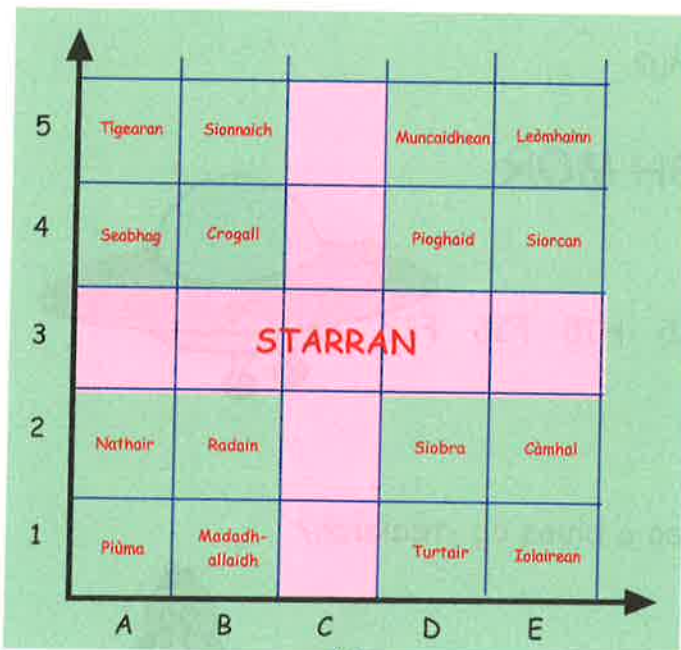 5 Tìgearan Sionnaich Muncaidhean Leòmhainn
4 Seabhag Crogall Pioghaid Siorcan
3 STARRAN
2 Nathair Radain Siobra Càmhal
1 Piùma Madadh-allaidh Turtair Iolairean
A B C D E